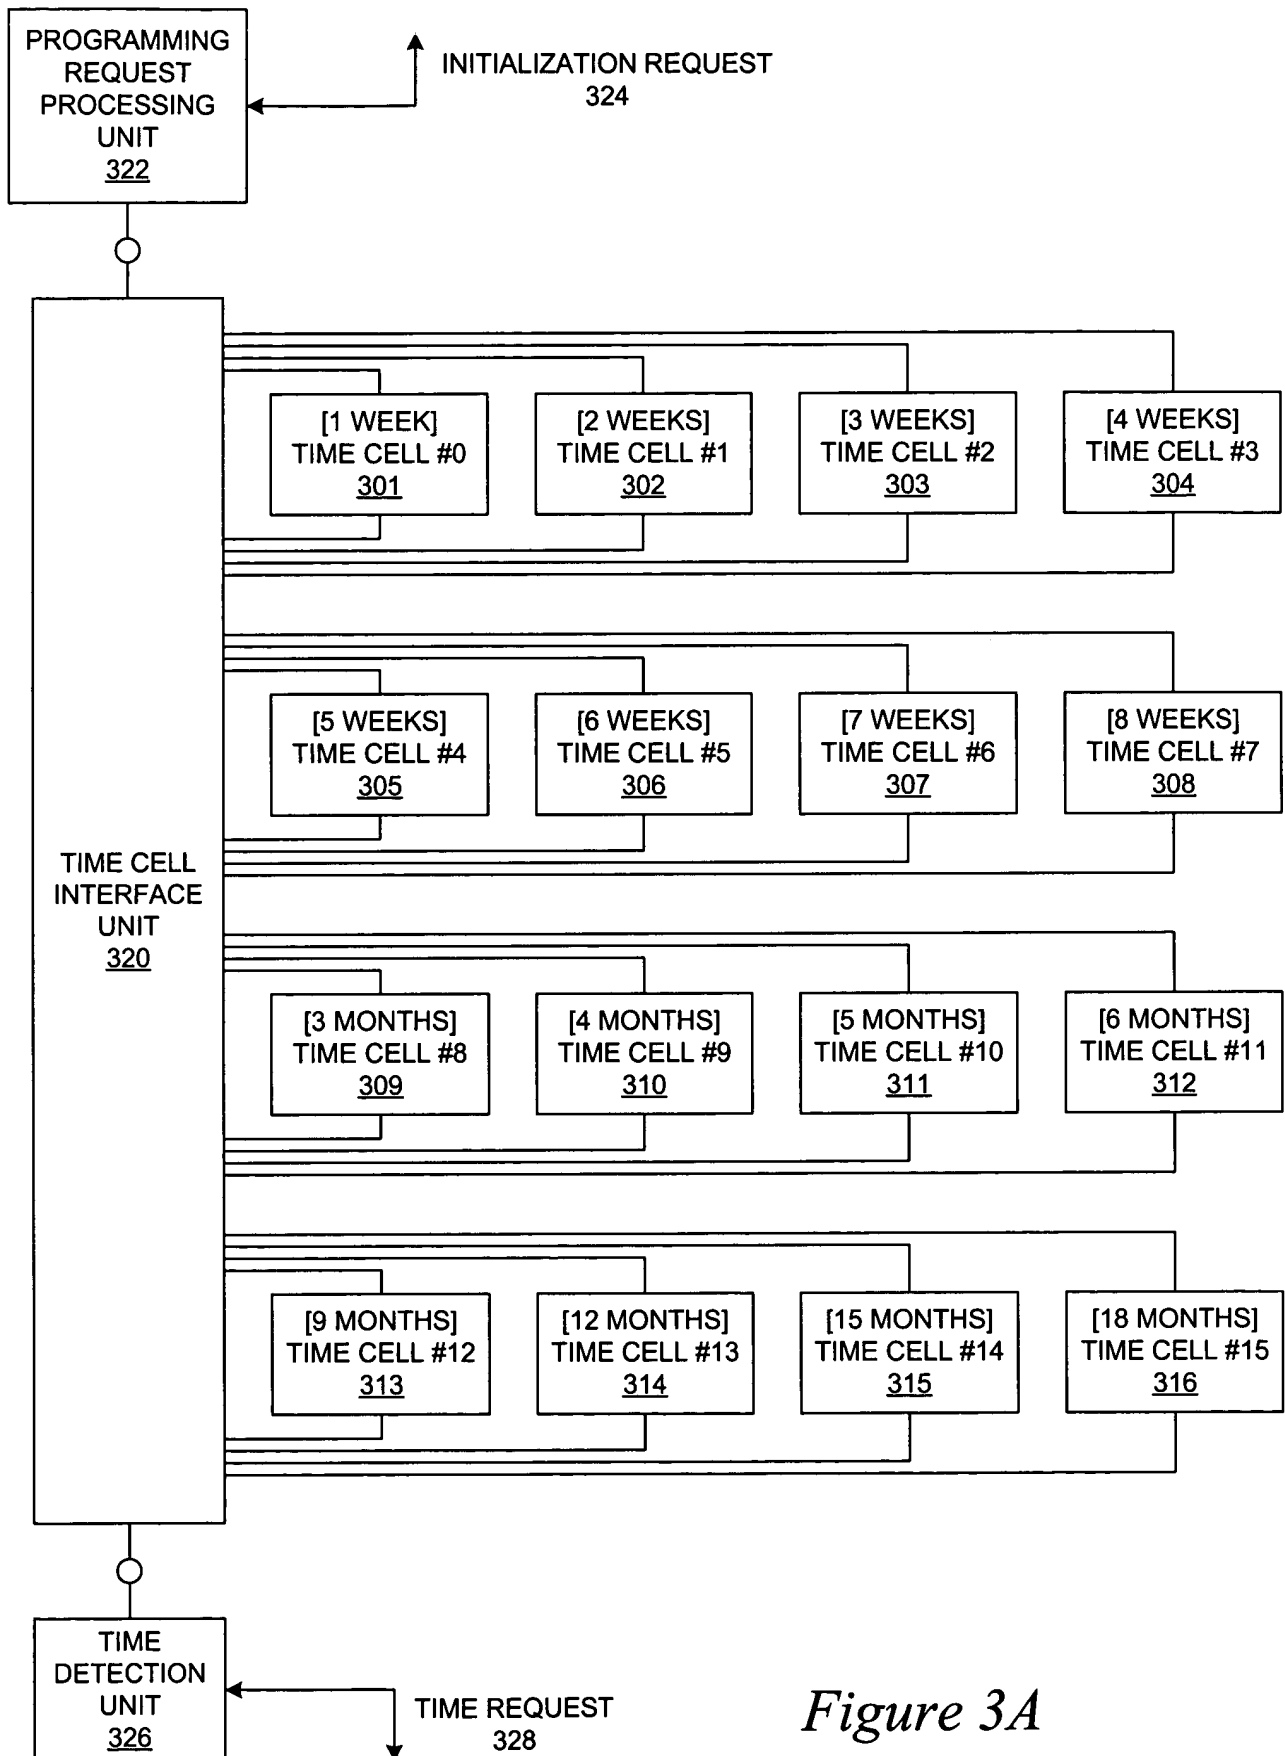 PROGRAMMING
REQUEST
PROCESSING
UNIT
322
INITIALIZATION REQUEST
324
[1 WEEK]
TIME CELL #0
301
[2 WEEKS]
TIME CELL #1
302
[3 WEEKS]
TIME CELL #2
303
[4 WEEKS]
TIME CELL #3
304
[5 WEEKS]
TIME CELL #4
305
[6 WEEKS]
TIME CELL #5
306
[7 WEEKS]
TIME CELL #6
307
[8 WEEKS]
TIME CELL #7
308
TIME CELL
INTERFACE
UNIT
320
[3 MONTHS]
TIME CELL #8
309
[4 MONTHS]
TIME CELL #9
310
[5 MONTHS]
TIME CELL #10
311
[6 MONTHS]
TIME CELL #11
312
[9 MONTHS]
TIME CELL #12
313
[12 MONTHS]
TIME CELL #13
314
[15 MONTHS]
TIME CELL #14
315
[18 MONTHS]
TIME CELL #15
316
TIME
DETECTION
UNIT
326
TIME REQUEST
328
Figure 3A